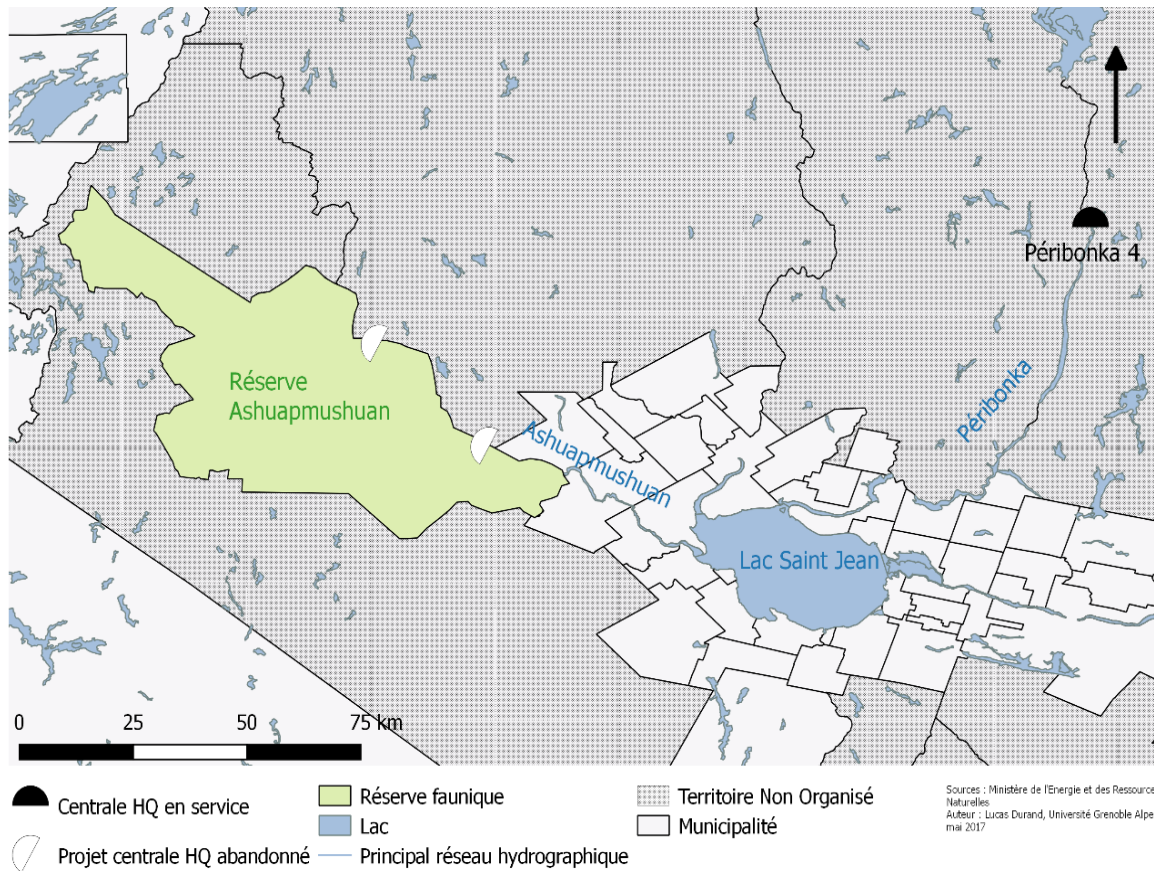 Péribonka 4
Péribonka
Réserve
Ashuapmushuan
Ashuapmushuan
Lac Saint Jean
0 25 50 75 km
Centrale HQ en service
Projet centrale HQ abandonné
Réserve faunique
Lac
Principal réseau hydrographique
Territoire Non Organisé
Municipalité
Sources : Ministère de l'Energie et des Ressource
Naturelles
Auteur : Lucas Durand, Université Grenoble Alpe
mai 2017